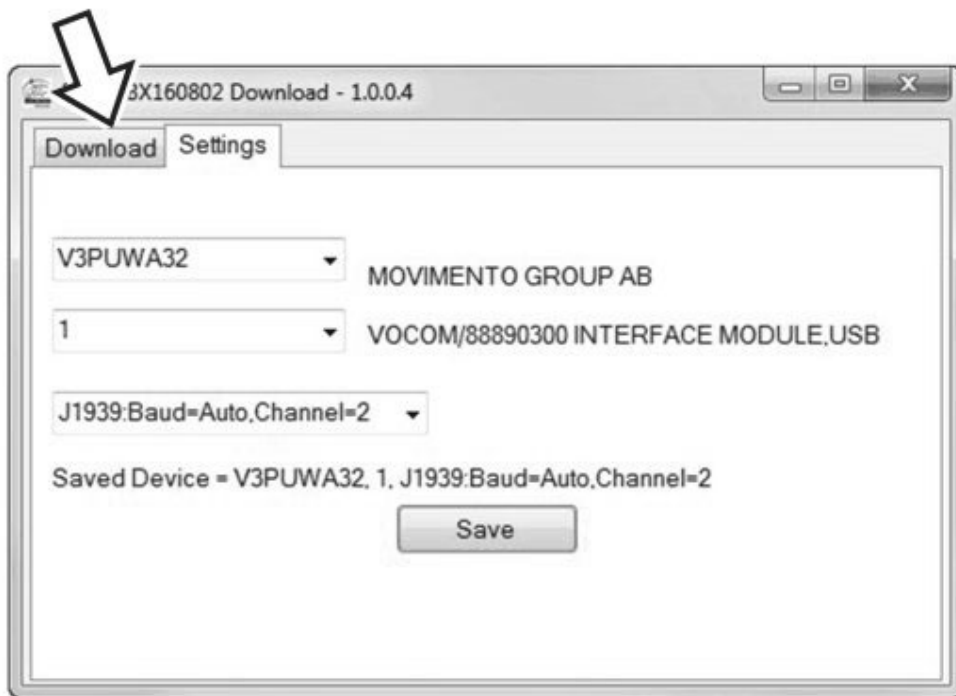 3X160802 Download - 1.0.0.4
Download Settings
V3PUWA32
MOVIMENTO GROUP AB
1
VOCOM/88890300 INTERFACE MODULE,USB
J1939:Baud=Auto,Channel=2
Saved Device = V3PUWA32, 1, J1939:Baud=Auto,Channel=2
Save